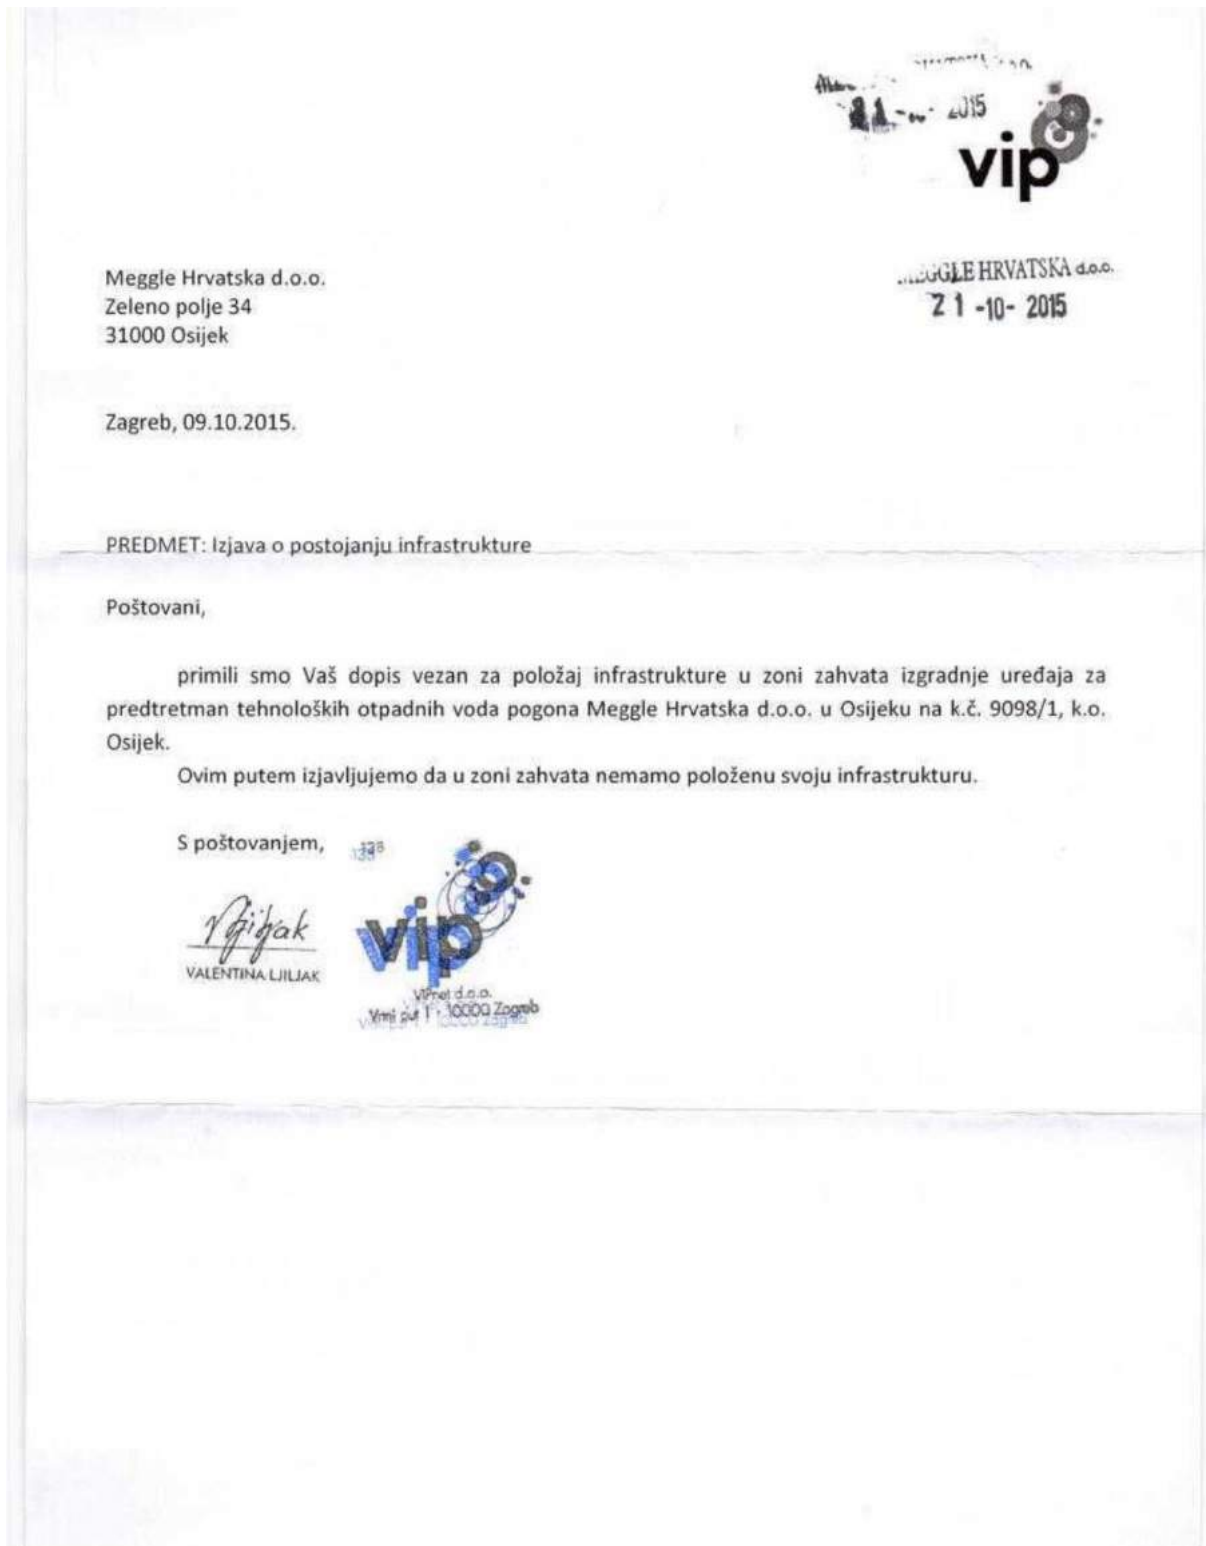 2015
vip
Meggle Hrvatska d.o.o.
Zeleno polje 34
31000 Osijek
HRVATSKA d.o.o.
21 -10- 2015
Zagreb, 09.10.2015.
PREDMET: Izjava o postojanju infrastrukture
Poštovani,
primili smo Vaš dopis vezan za položaj infrastrukture u zoni zahvata izgradnje uređaja za
predtretman tehnoloških otpadnih voda pogona Meggle Hrvatska d.o.o. u Osijeku na k.č. 9098/1, k.o.
Osijek.
Ovim putem izjavljujemo da u zoni zahvata nemamo položenu svoju infrastrukturu.
S poštovanjem,
vip
VALENTINA LJILJAK
VIPnet d.o.o.
Vrtni put 1 · 10000 Zagreb